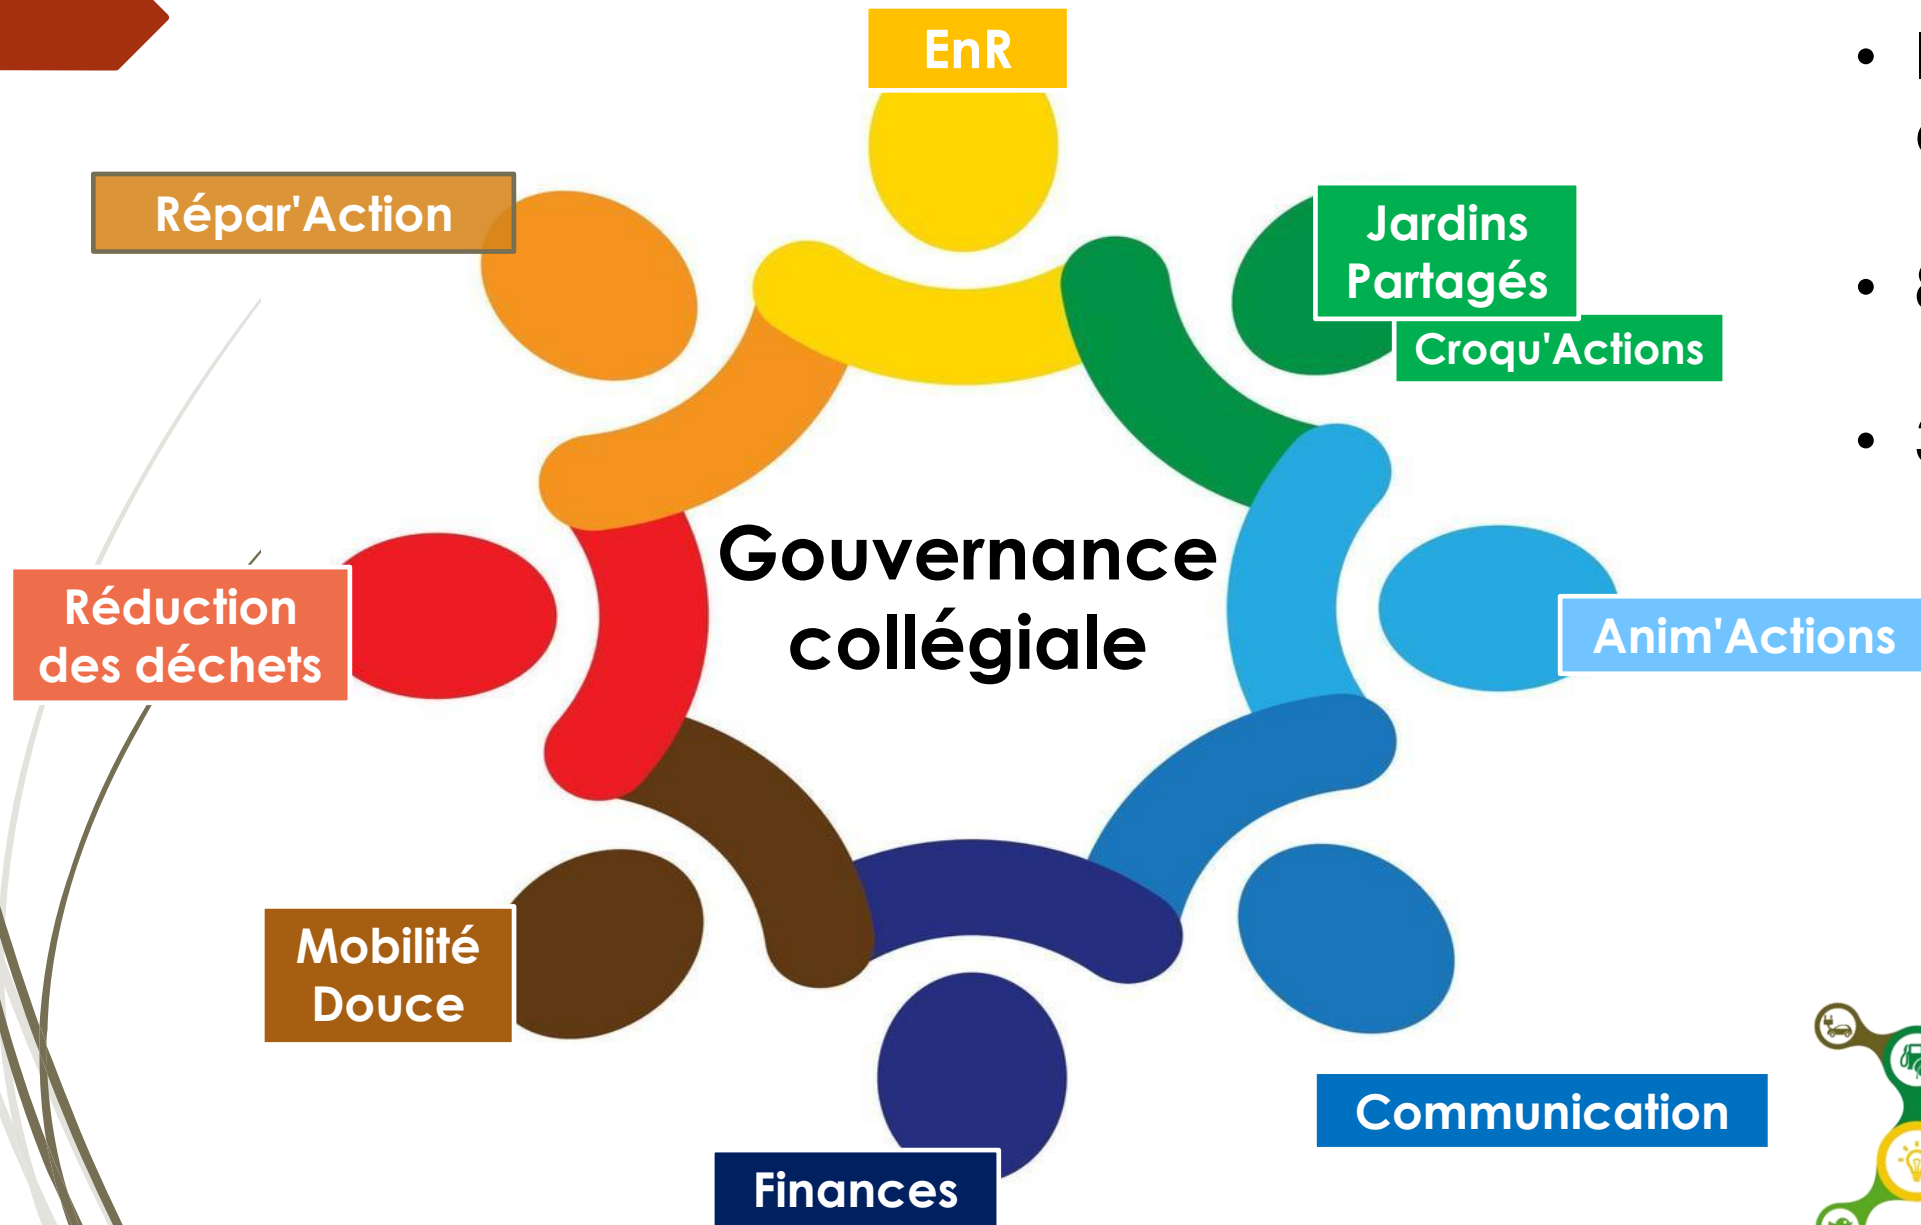 EnR
Répar'Action
Jardins
Partagés
Croqu'Actions
Gouvernance
collégiale
Réduction
des déchets
Anim'Actions
Mobilité
Douce
Communication
Finances